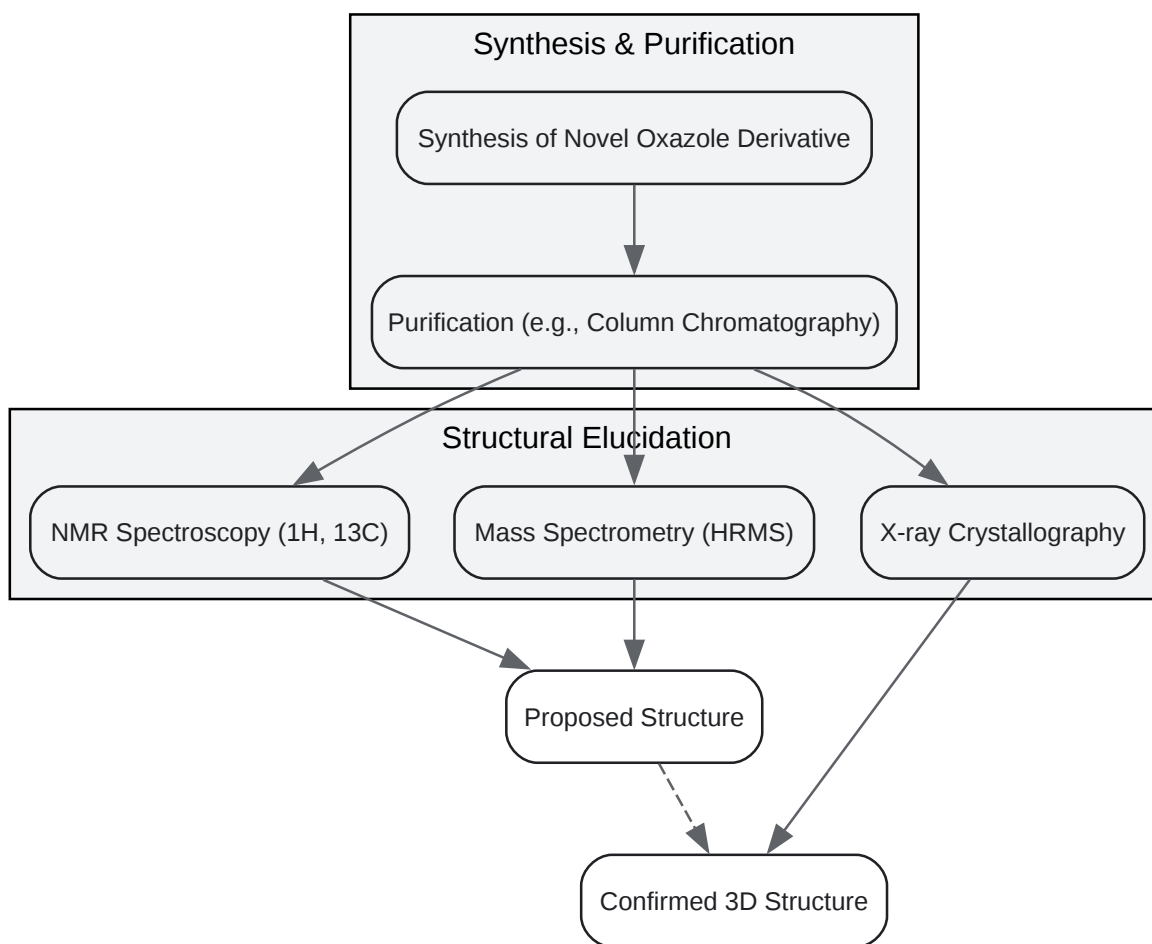 Synthesis & Purification
Synthesis of Novel Oxazole Derivative
Purification (e.g., Column Chromatography)
Structural Elucidation
NMR Spectroscopy (1H, 13C)
Mass Spectrometry (HRMS)
X-ray Crystallography
Proposed Structure
Confirmed 3D Structure